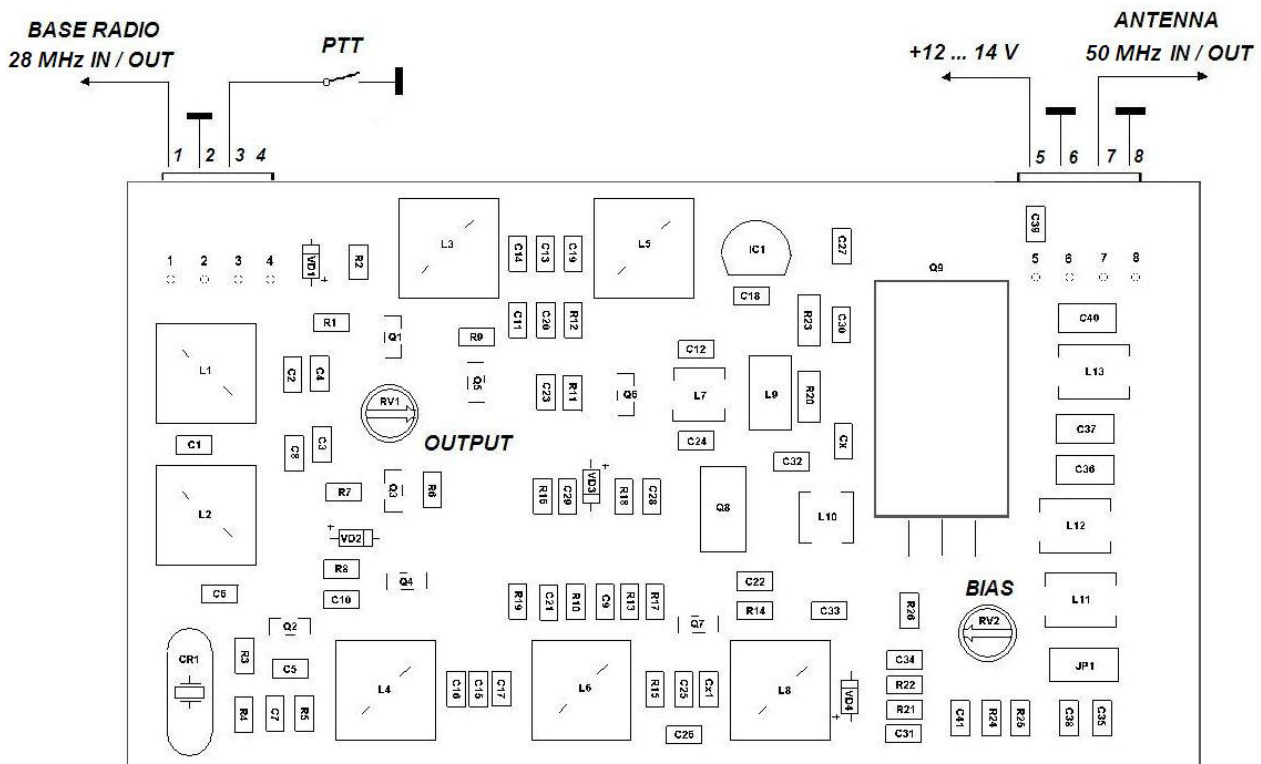 BASE RADIO
28 MHz IN / OUT
PTT
+12 ... 14 V
ANTENNA
50 MHz IN / OUT
1 2 3 4
5 6 7 8
1 2 3 4
VD1
R2
L3
C14
C13
C19
L5
IC1
C27
C39
Q9
5 6 7 8
C18
R1
Q1
R9
C11
C20
R12
R23
C30
C40
L1
C2
C4
C12
Q5
L7
L9
R20
L13
RV1
C23
R11
Q6
OUTPUT
C1
C8
C3
C24
Cx
C37
C32
C36
L2
R7
Q3
R6
R16
C29
VD3
R18
C28
Q8
L10
L12
VD2
R8
Q4
C22
BIAS
C6
C10
R19
C21
R10
C9
R13
R17
R14
C33
R26
L11
Q2
Q7
RV2
CR1
R3
C5
L4
C16
C15
C17
L6
R15
C25
Cx1
L8
VD4
C34
R22
JP1
R4
C7
R5
C26
R21
C31
C41
R24
R25
C38
C35